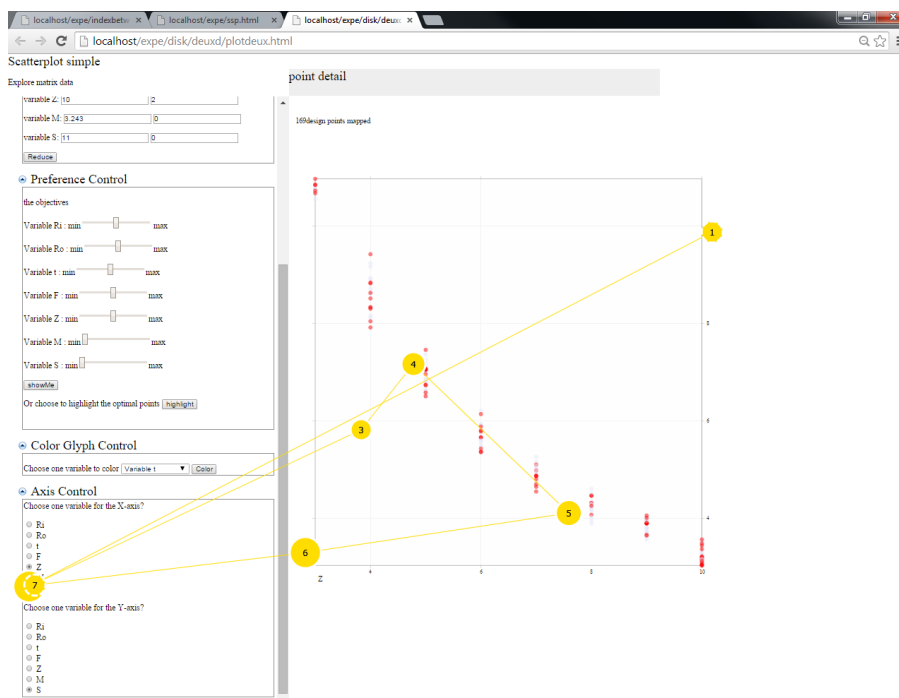 localhost/expe/indexbetw
localhost/expe/ssp.html
localhost/expe/disk/deux
localhost/expe/disk/deuxd/plotdeux.html
Scatterplot simple
point detail
Explore matrix data
variable Z: 10 2
variable M: 3.243 0
169design points mapped
variable S: 11 0
Reduce
Preference Control
the objectives
Variable Ri : min max
1
Variable Ro : min max
Variable t : min max
Variable F : min max
Variable Z : min max
8
Variable M : min max
Variable S : min max
4
showMe
Or choose to highlight the optimal points highlight
6
3
Color Glyph Control
Choose one variable to color Variable t Color
Axis Control
Choose one variable for the X-axis?
Ri
Ro
t
F
Z
5
4
6
7
4 6 8 10
Z
Choose one variable for the Y-axis?
Ri
Ro
t
F
Z
M
S